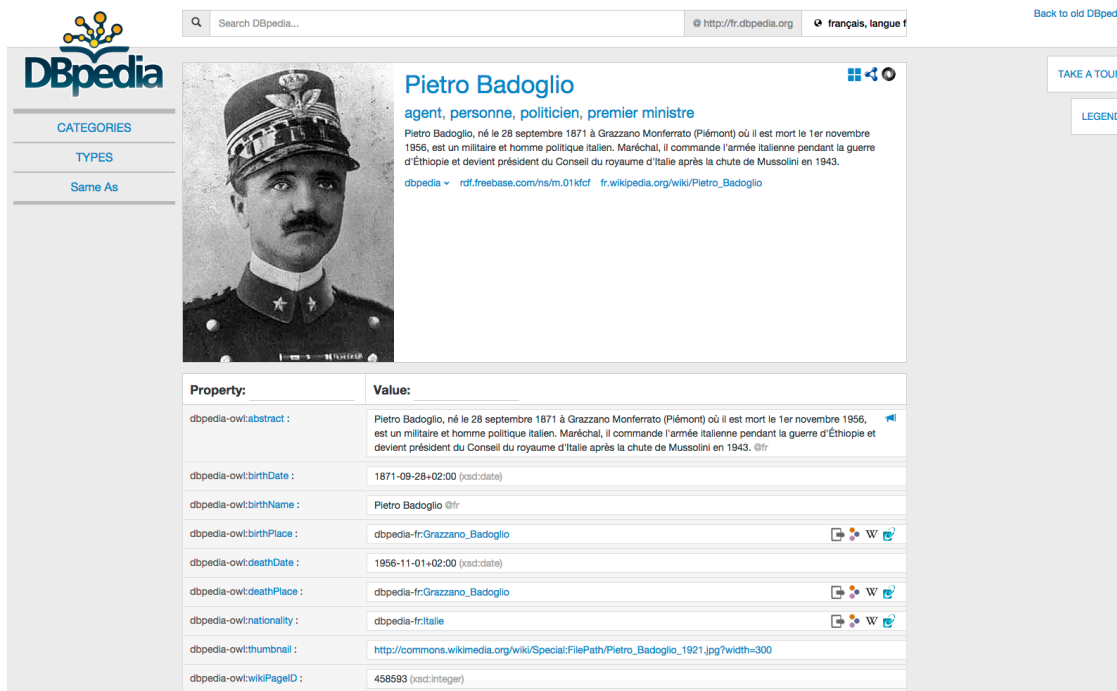 Search DBpedia...
@ http://fr.dbpedia.org
français, langue f
Back to old DBped
DBpedia
TAKE A TOUR
LEGEND
CATEGORIES
TYPES
Same As
Pietro Badoglio
agent, personne, politicien, premier ministre
Pietro Badoglio, né le 28 septembre 1871 à Grazzano Monferrato (Piémont) où il est mort le 1er novembre
1956, est un militaire et homme politique italien. Maréchal, il commande l'armée italienne pendant la guerre
d'Éthiopie et devient président du Conseil du royaume d'Italie après la chute de Mussolini en 1943.
dbpedia rdf.freebase.com/ns/m.01kfcf fr.wikipedia.org/wiki/Pietro_Badoglio
Property: Value:
dbpedia-owl:abstract : Pietro Badoglio, né le 28 septembre 1871 à Grazzano Monferrato (Piémont) où il est mort le 1er novembre 1956,
est un militaire et homme politique italien. Maréchal, il commande l'armée italienne pendant la guerre d'Éthiopie et
devient président du Conseil du royaume d'Italie après la chute de Mussolini en 1943. @fr
dbpedia-owl:birthDate : 1871-09-28+02:00 (xsd:date)
dbpedia-owl:birthName : Pietro Badoglio @fr
dbpedia-owl:birthPlace : dbpedia-fr:Grazzano_Badoglio W
dbpedia-owl:deathDate : 1956-11-01+02:00 (xsd:date)
dbpedia-owl:deathPlace : dbpedia-fr:Grazzano_Badoglio W
dbpedia-owl:nationality : dbpedia-fr:Italie W
dbpedia-owl:thumbnail : http://commons.wikimedia.org/wiki/Special:FilePath/Pietro_Badoglio_1921.jpg?width=300
dbpedia-owl:wikiPageID : 458593 (xsd:integer)